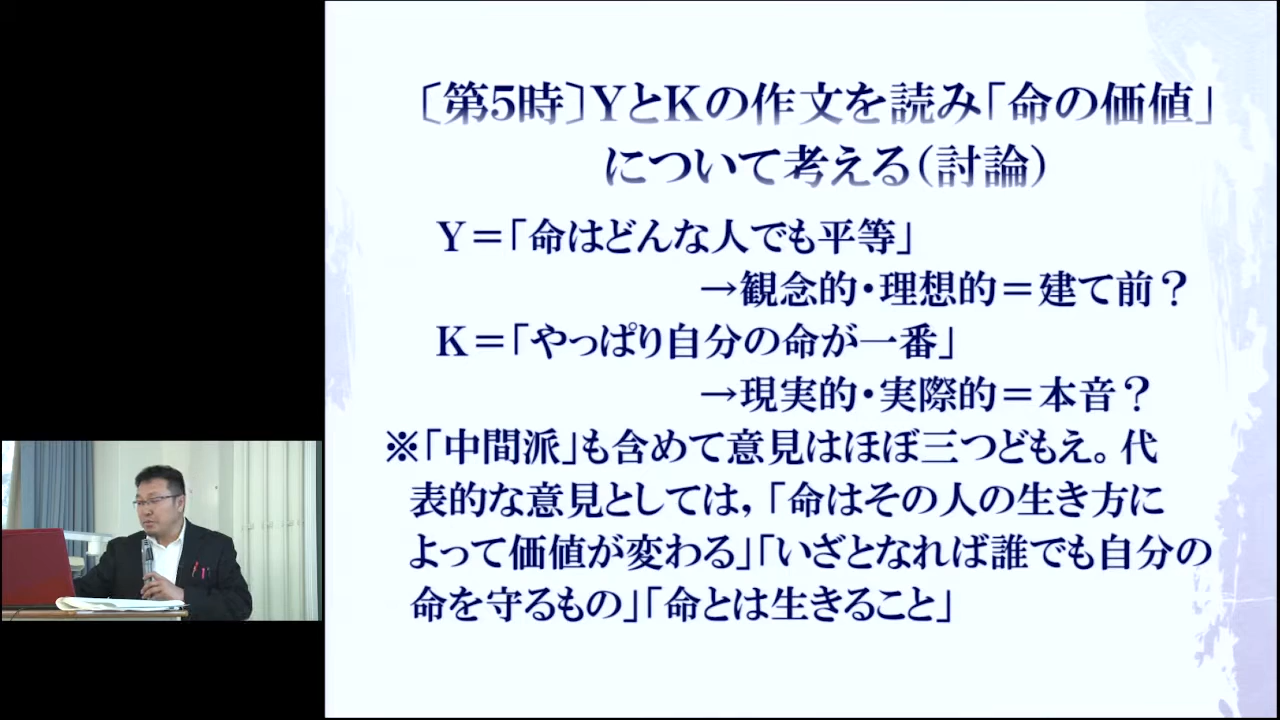 〔第5時〕YとKの作文を読み「命の価値」
について考える(討論)
Y=「命はどんな人でも平等」
→観念的・理想的=建て前?
K=「やっぱり自分の命が一番」
→現実的・実際的=本音?
※「中間派」も含めて意見はほぼ三つどもえ。代
表的な意見としては,「命はその人の生き方に
よって価値が変わる」「いざとなれば誰でも自分の
命を守るもの」「命とは生きること」